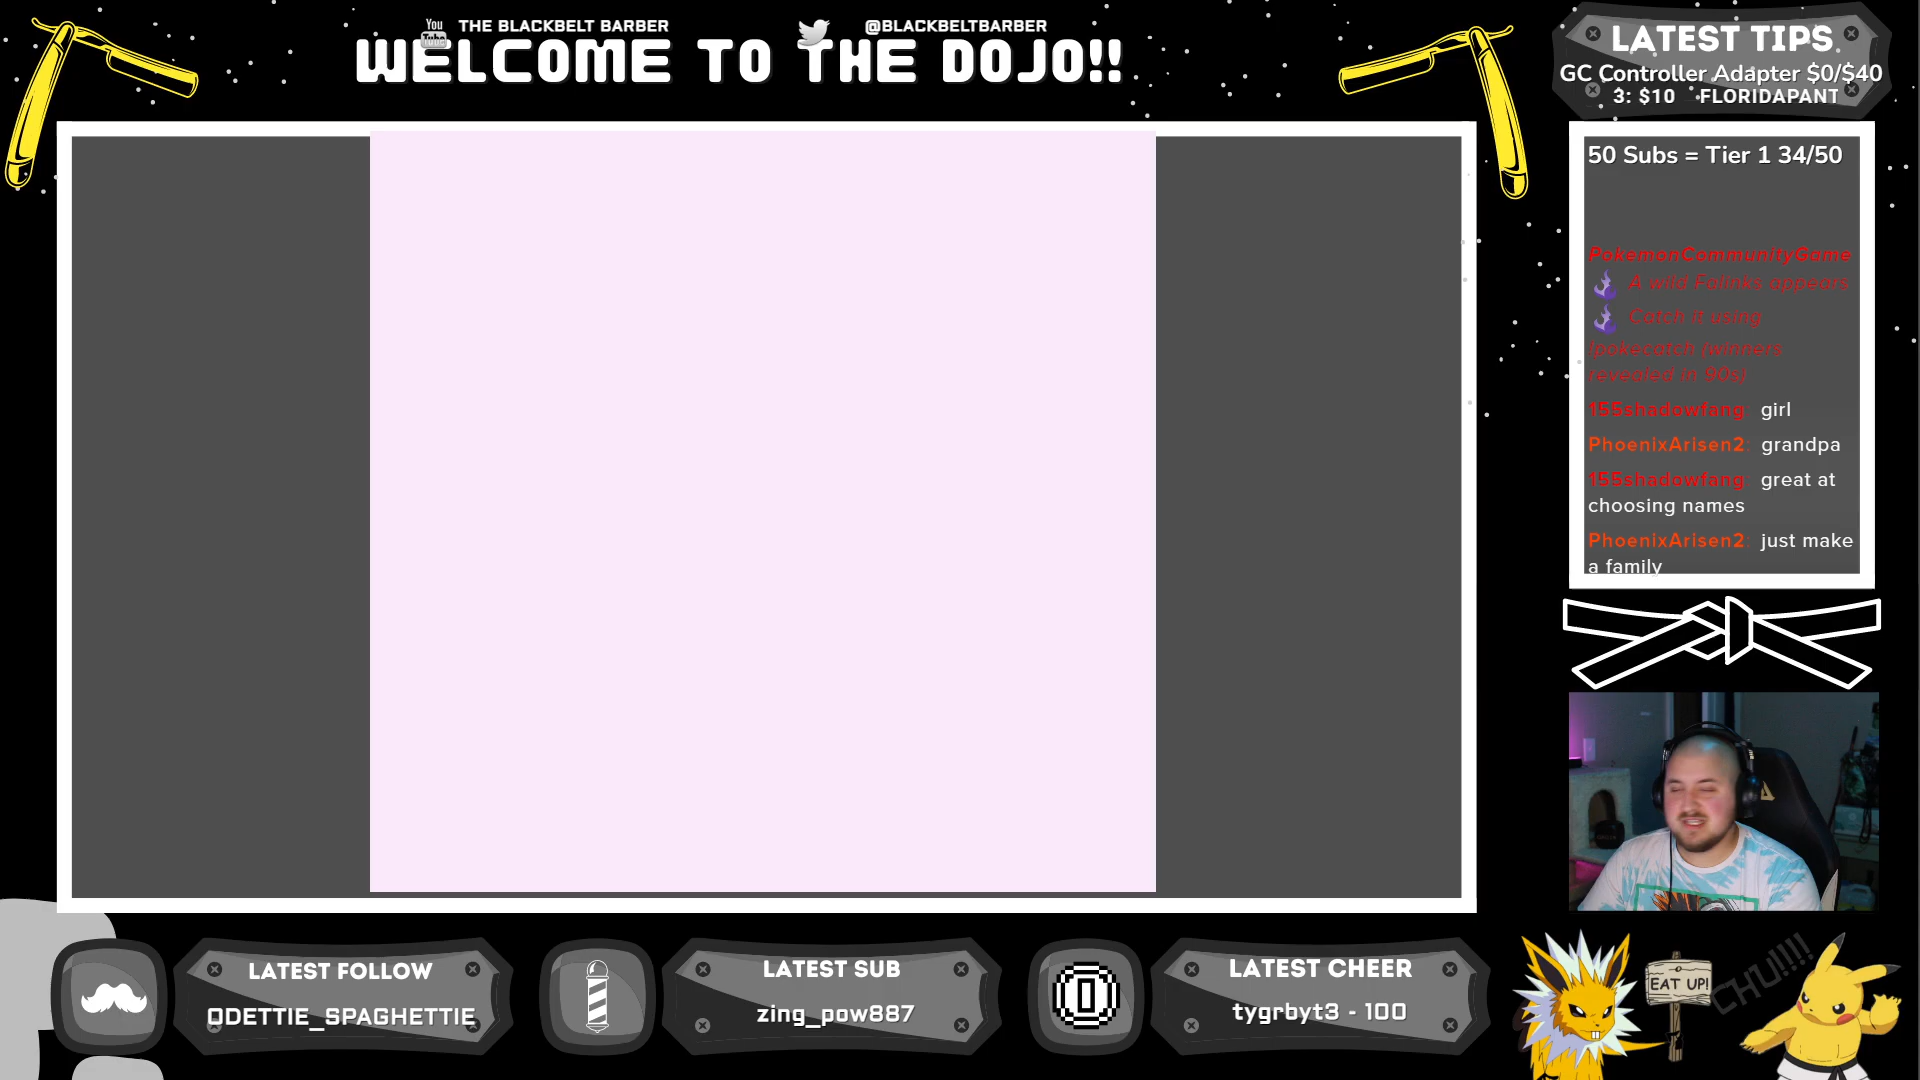 You
Tube
THE BLACKBELT BARBER
@BLACKBELTBARBER
WELCOME TO THE DOJO!!
LATEST TIPS
GC Controller Adapter $0/$40
3: $10 FLORIDAPANT
50 Subs = Tier 1 34/50
PokemonCommunityGame
A wild Falinks appears
Catch it using
!pokecatch (winners
revealed in 90s)
155shadowfang girl
PhoenixArisen2: grandpa
155shadowfang great at
choosing names
PhoenixArisen2: just make
a family
LATEST FOLLOW
ODETTIE_SPAGHETTIE
LATEST SUB
zing_pow887
LATEST CHEER
tygrbyt3 - 100
EAT UP!
CHU!!!!